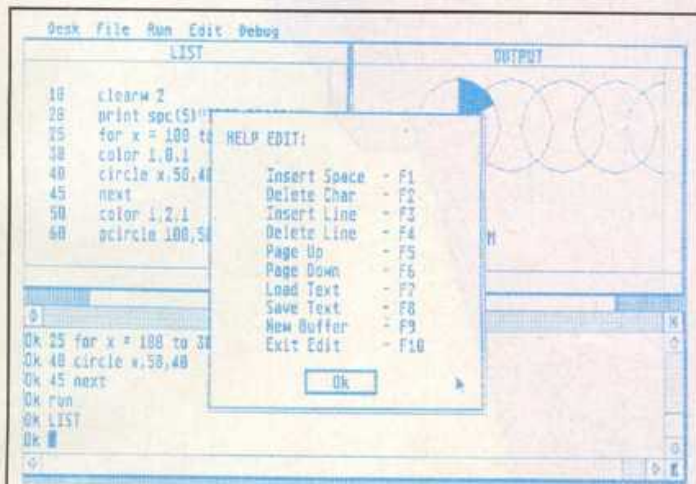 Desk File Run Edit Debug
LIST
OUTPUT
10 clearw 2
20 print spc(5)"
25 for x = 100 to
30 color 1,0,1
40 circle x,50,40
45 next
50 color 1,2,1
60 pcircle 100,50
M
HELP EDIT:
Insert Space - F1
Delete Char - F2
Insert Line - F3
Delete Line - F4
Page Up - F5
Page Down - F6
Load Text - F7
Save Text - F8
New Buffer - F9
Exit Edit - F10
Ok
Ok 25 for x = 100 to 30
Ok 40 circle x,50,40
Ok 45 next
Ok run
Ok LIST
Ok